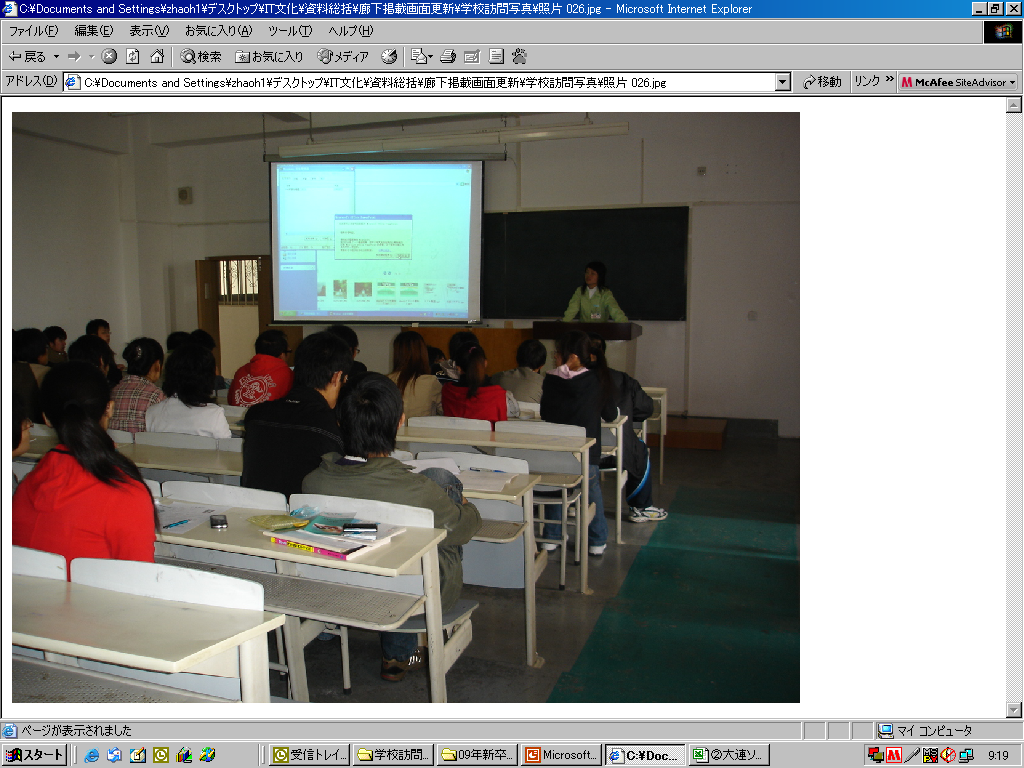 C:¥Documents and Settings¥zhaoh1¥デスクトップ¥IT文化¥資料総括¥廊下掲載画面更新¥学校訪問写真¥照片 026.jpg - Microsoft Internet Explorer
ファイル(F) 編集(E) 表示(V) お気に入り(A) ツール(T) ヘルプ(H)
戻る 検索 お気に入り メディア
アドレス(D) C:¥Documents and Settings¥zhaoh1¥デスクトップ¥IT文化¥資料総括¥廊下掲載画面更新¥学校訪問写真¥照片 026.jpg 移動 リンク » McAfee SiteAdvisor
ページが表示されました マイ コンピュータ
スタート 受信トレイ... 学校訪問... 09年新卒... Microsoft... C:¥Doc... ②大連ソ... 9:19